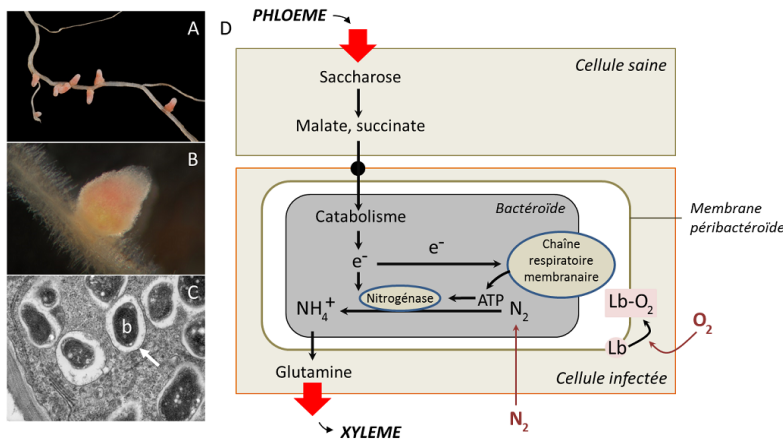 A
B
C
b
D
PHLOEME
Cellule saine
Saccharose
Malate, succinate
Catabolisme
Bactéroïde
Membrane
péribactéroïde
e-
e-
Chaîne
respiratoire
membranaire
Nitrogénase
ATP
NH4+
N2
Lb-O2
Lb
O2
Glutamine
Cellule infectée
N2
XYLEME